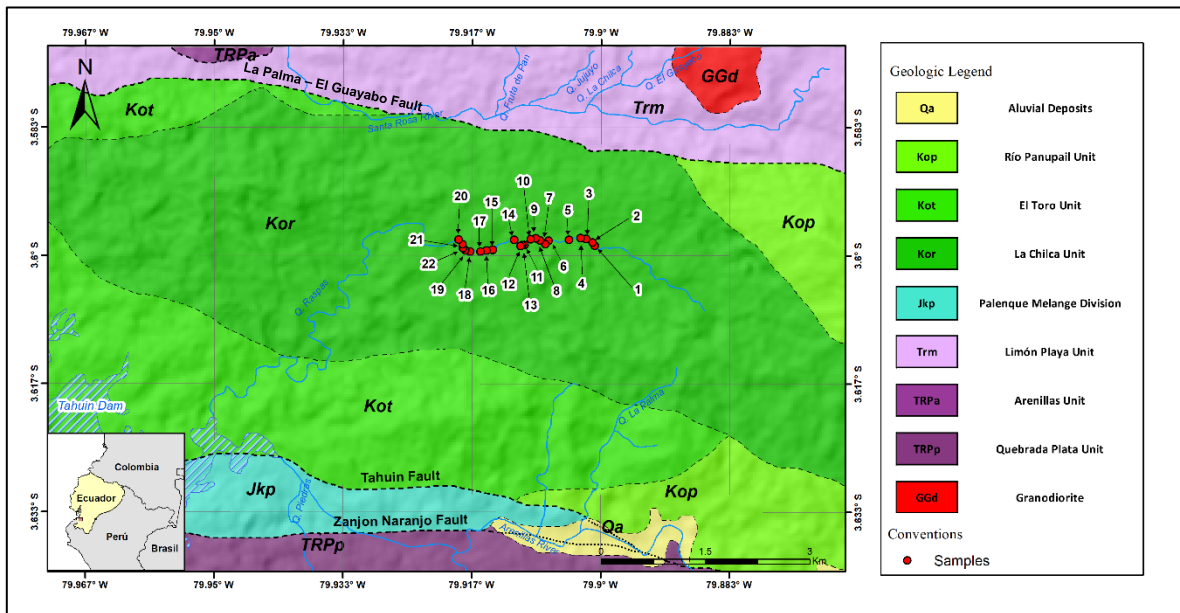 79.967° W
79.95° W
79.933° W
79.917° W
79.9° W
79.883° W
N
TRPa
La Palma – El Guayabo Fault
Kot
Santa Rosa River
Q. Fruta de Pan
Q. Jujuyo
Q. La Chilca
Q. El Guayabo
GGd
Trm
3.583° S
3.583° S
Kor
Kop
20
17
15
14
10
9
7
5
3
2
21
22
19
18
16
12
13
11
8
6
4
1
3.6° S
3.6° S
Q. Raspas
3.617° S
3.617° S
Tahuin Dam
Kot
Q. La Palma
Tahuin Fault
Jkp
Q. Piedras
Zanjon Naranjo Fault
Kop
Qa
Arenillas River
TRPp
3.633° S
3.633° S
0
1.5
3
Km
Colombia
Ecuador
Perú
Brasil
79.967° W
79.95° W
79.933° W
79.917° W
79.9° W
79.883° W
Geologic Legend
Qa Aluvial Deposits
Kop Río Panupail Unit
Kot El Toro Unit
Kor La Chilca Unit
Jkp Palenque Melange Division
Trm Limón Playa Unit
TRPa Arenillas Unit
TRPp Quebrada Plata Unit
GGd Granodiorite
Conventions
Samples